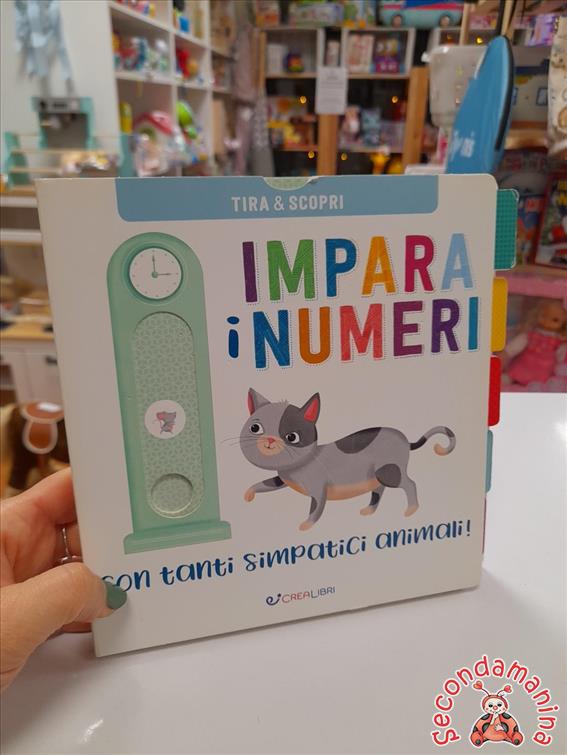 TIRA & SCOPRI
IMPARA
i NUMERI
con tanti simpatici animali!
CREALIBRI
Secondamanina